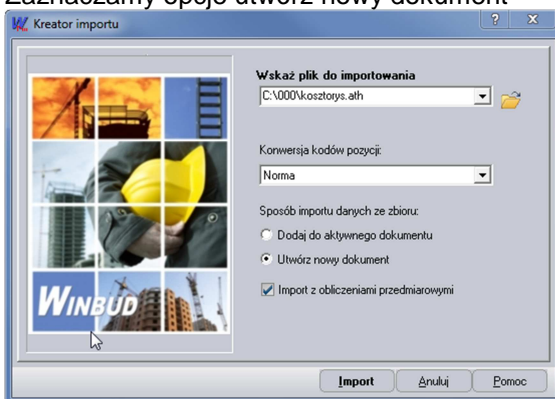 Zaznaczamy opcję utwórz nowy dokument
Kreator importu
Wskaż plik do importowania
C:\000\kosztorys.ath
Konwersja kodów pozycji:
Norma
Sposób importu danych ze zbioru:
Dodaj do aktywnego dokumentu
Utwórz nowy dokument
Import z obliczeniami przedmiarowymi
WINBUD
Import Anuluj Pomoc